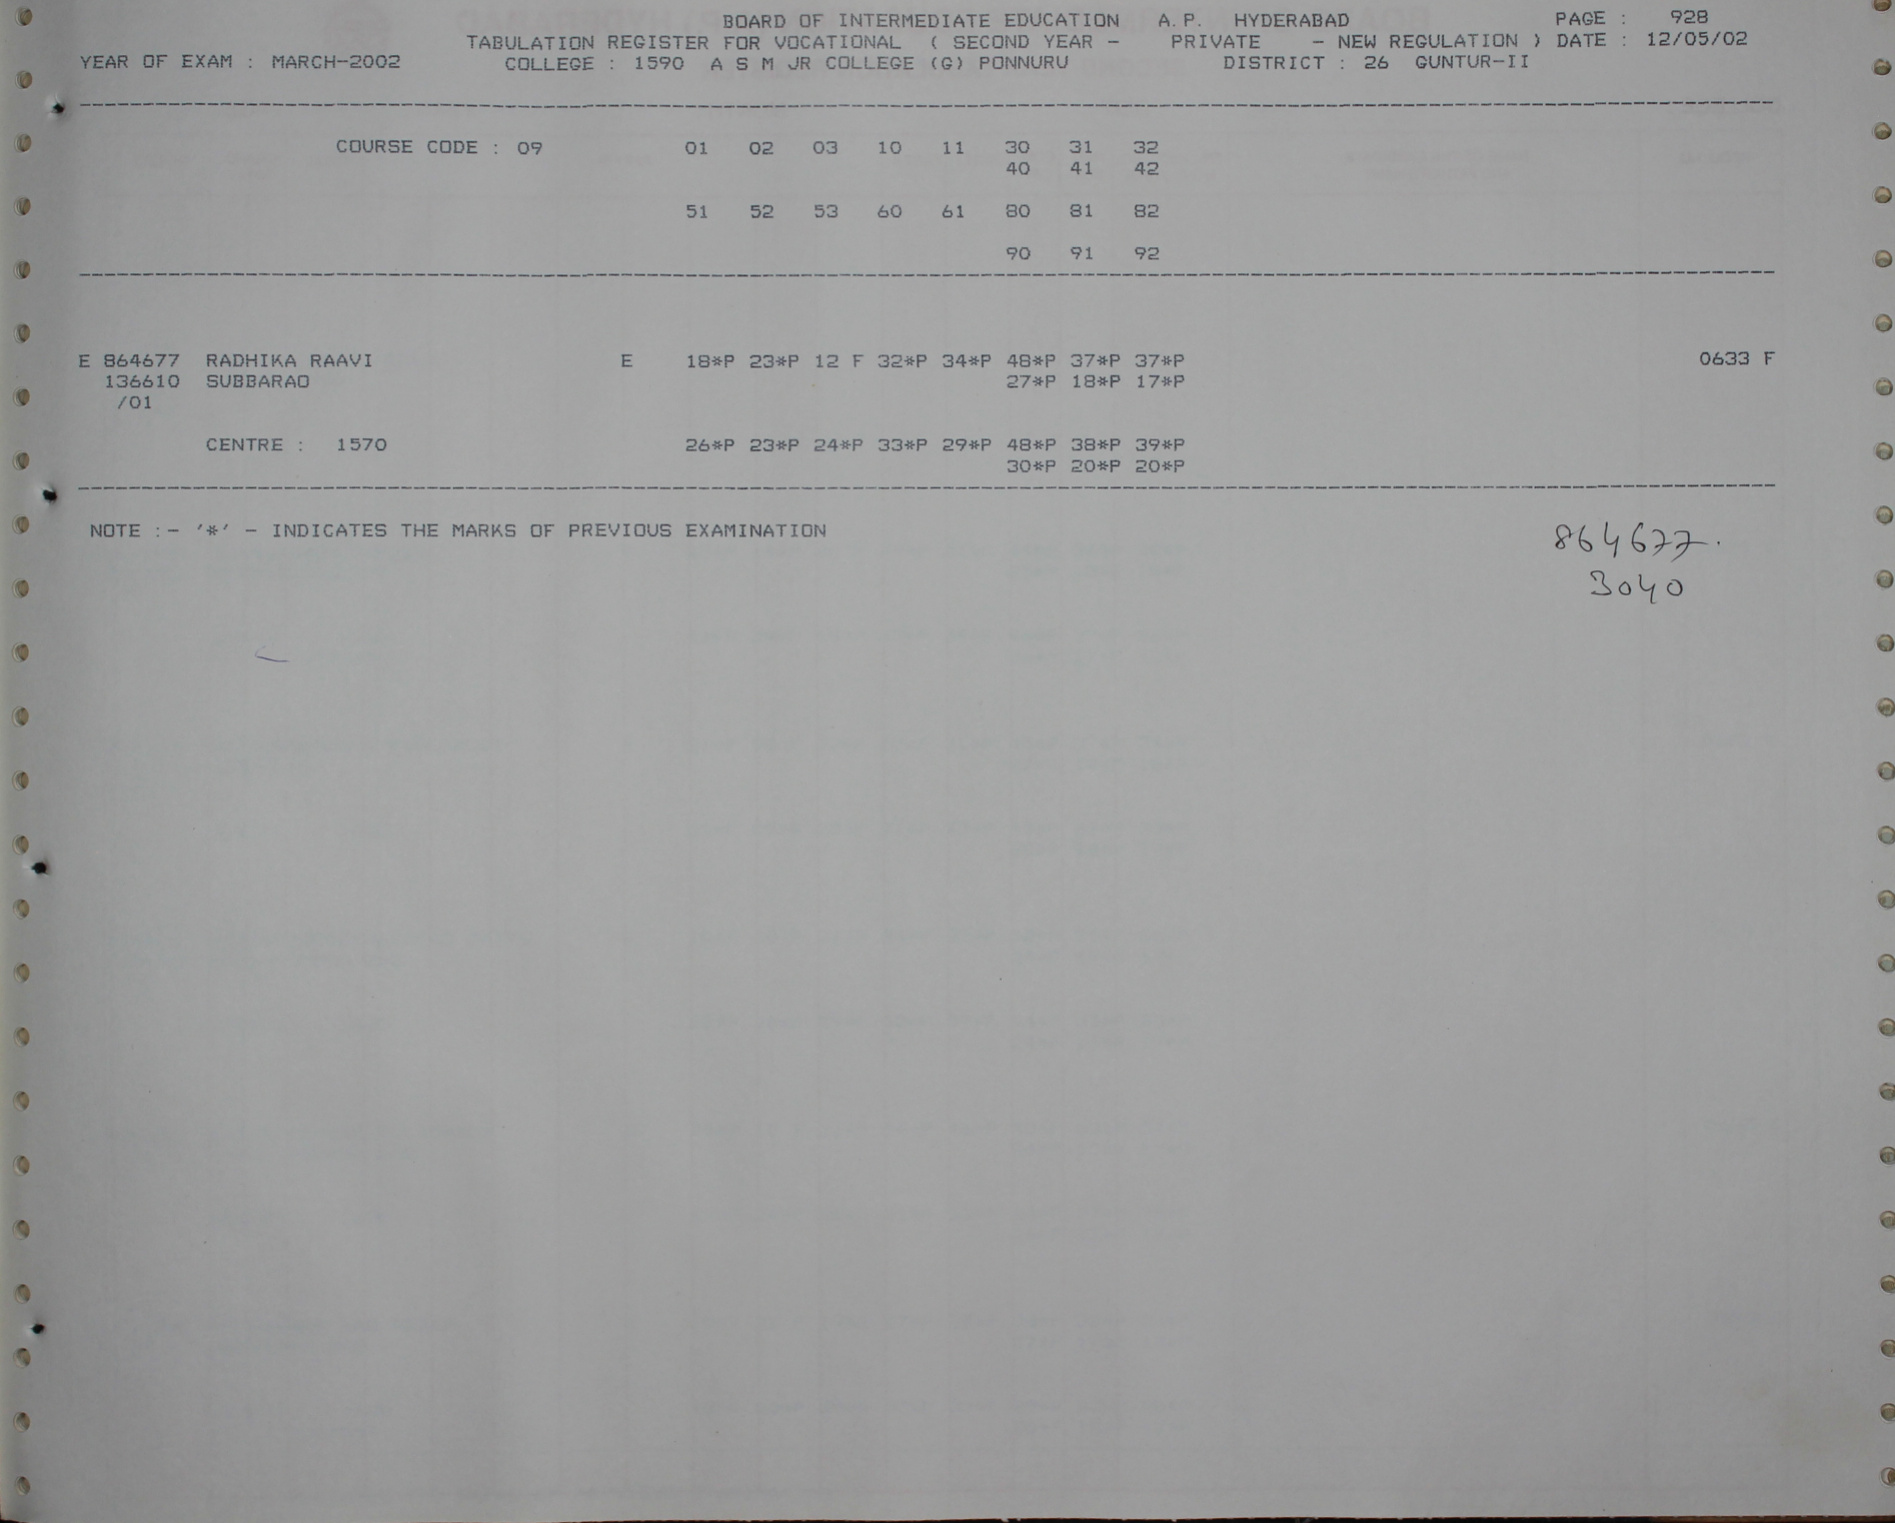 BOARD OF INTERMEDIATE EDUCATION A.P. HYDERABAD PAGE : 928
TABULATION REGISTER FOR VOCATIONAL ( SECOND YEAR - PRIVATE - NEW REGULATION ) DATE : 12/05/02
YEAR OF EXAM : MARCH-2002 COLLEGE : 1590 A S M JR COLLEGE (G) PONNURU DISTRICT : 26 GUNTUR-II
COURSE CODE : 09 01 02 03 10 11 30 31 32
40 41 42
51 52 53 60 61 80 81 82
90 91 92
E 864677 RADHIKA RAAVI E 18*P 23*P 12 F 32*P 34*P 48*P 37*P 37*P 0633 F
136610 SUBBARAO 27*P 18*P 17*P
/01
CENTRE : 1570 26*P 23*P 24*P 33*P 29*P 48*P 38*P 39*P
30*P 20*P 20*P
NOTE :- '*' - INDICATES THE MARKS OF PREVIOUS EXAMINATION
864677.
3040